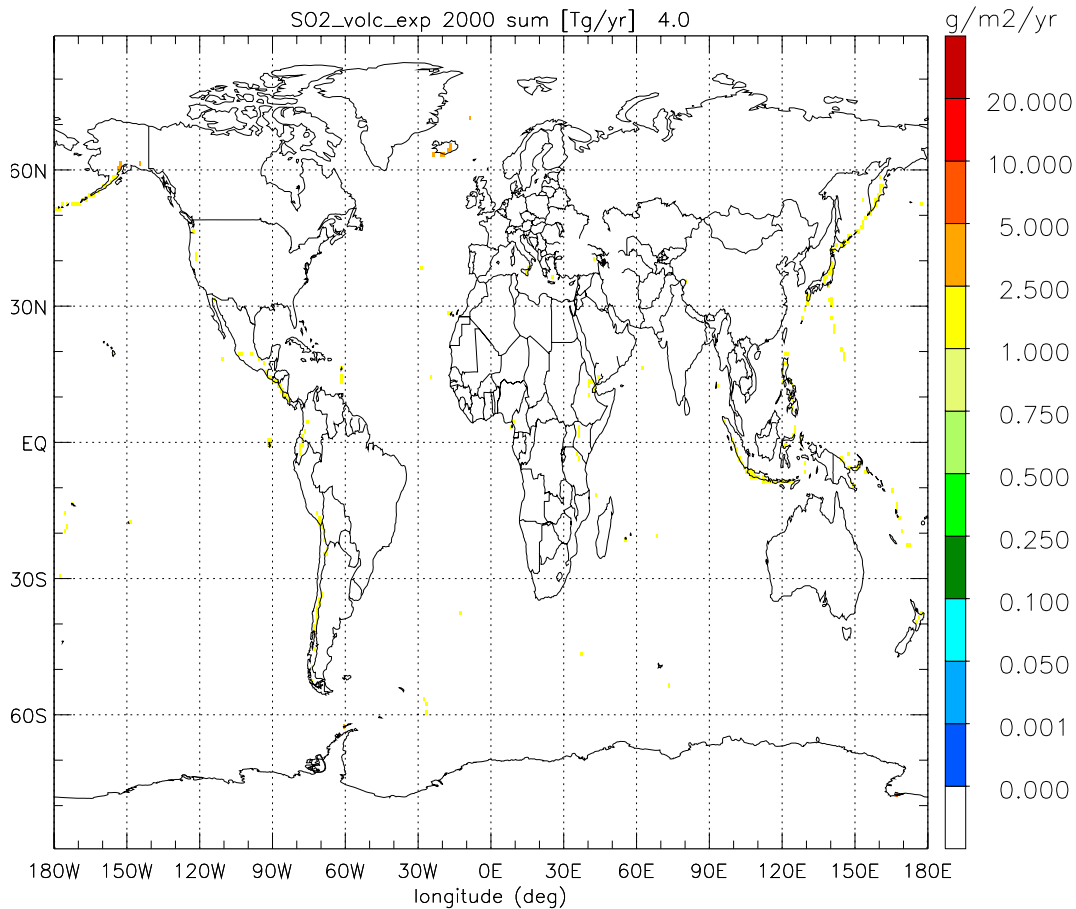 SO2_volc_exp 2000 sum [Tg/yr]  4.0
g/m2/yr
20.000
10.000
5.000
2.500
1.000
0.750
0.500
0.250
0.100
0.050
0.001
0.000
60N
30N
EQ
30S
60S
180W 150W 120W 90W 60W 30W 0E 30E 60E 90E 120E 150E 180
longitude (deg)